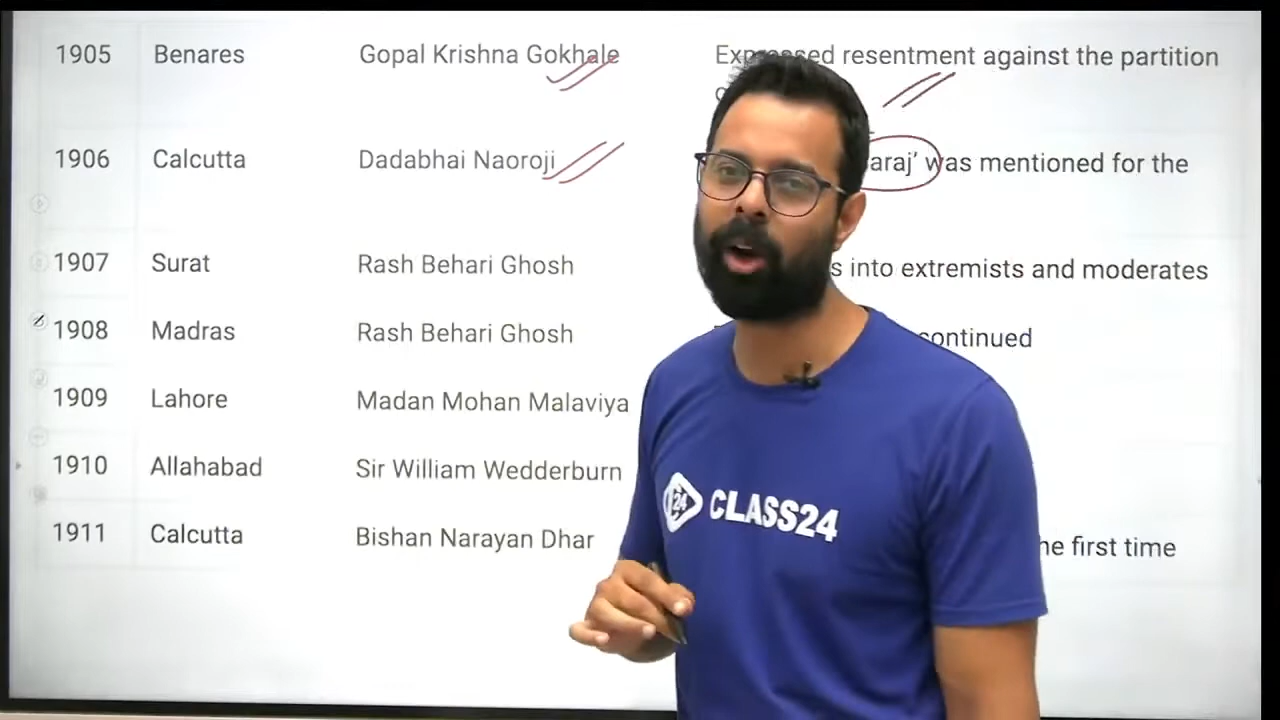 1905 Benares Gopal Krishna Gokhale Expressed resentment against the partition
1906 Calcutta Dadabhai Naoroji araj’ was mentioned for the
1907 Surat Rash Behari Ghosh s into extremists and moderates
1908 Madras Rash Behari Ghosh continued
1909 Lahore Madan Mohan Malaviya
1910 Allahabad Sir William Wedderburn
1911 Calcutta Bishan Narayan Dhar he first time
24 CLASS24